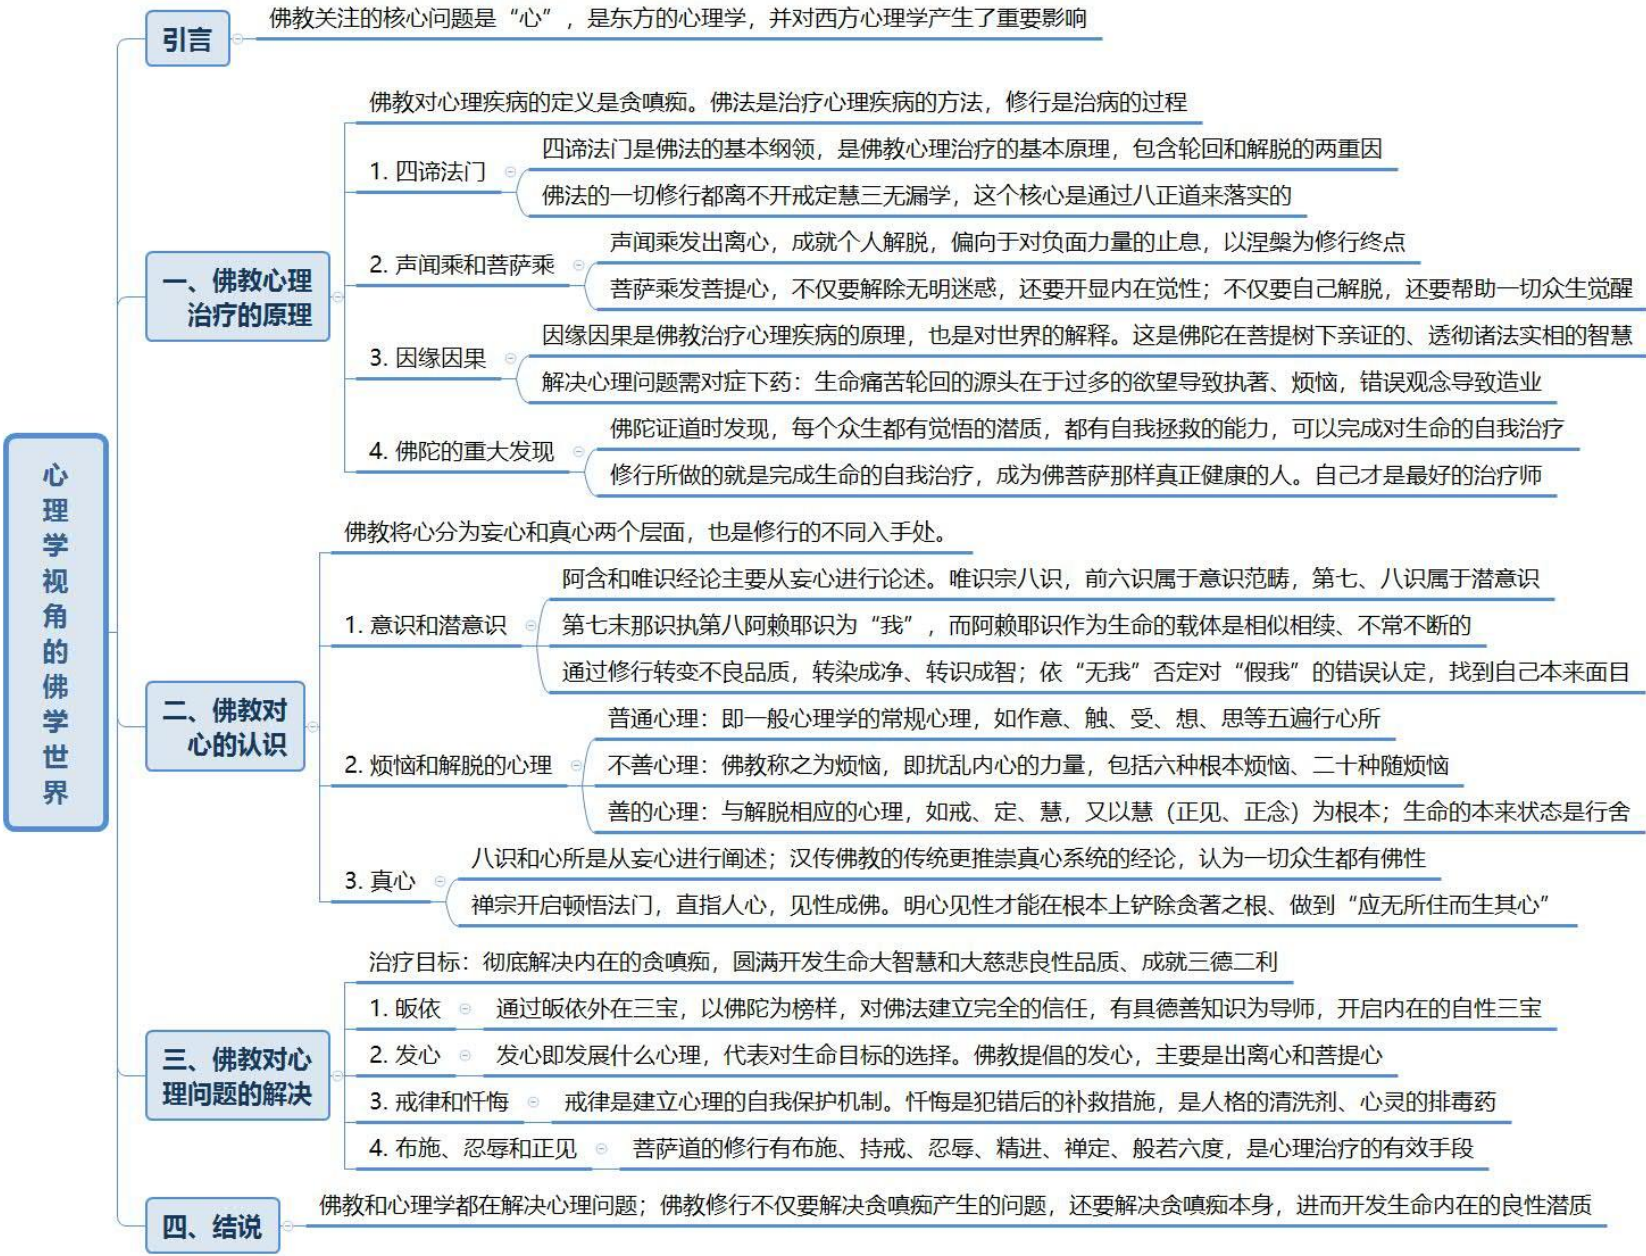 心理学视角的佛学世界
引言
佛教关注的核心问题是“心”，是东方的心理学，并对西方心理学产生了重要影响
一、佛教心理
治疗的原理
佛教对心理疾病的定义是贪嗔痴。佛法是治疗心理疾病的方法，修行是治病的过程
1. 四谛法门
四谛法门是佛法的基本纲领，是佛教心理治疗的基本原理，包含轮回和解脱的两重因
佛法的一切修行都离不开戒定慧三无漏学，这个核心是通过八正道来落实的
2. 声闻乘和菩萨乘
声闻乘发出离心，成就个人解脱，偏向于对负面力量的止息，以涅槃为修行终点
菩萨乘发菩提心，不仅要解除无明迷惑，还要开显内在觉性；不仅要自己解脱，还要帮助一切众生觉醒
3. 因缘因果
因缘因果是佛教治疗心理疾病的原理，也是对世界的解释。这是佛陀在菩提树下亲证的、透彻诸法实相的智慧
解决心理问题需对症下药：生命痛苦轮回的源头在于过多的欲望导致执著、烦恼，错误观念导致造业
4. 佛陀的重大发现
佛陀证道时发现，每个众生都有觉悟的潜质，都有自我拯救的能力，可以完成对生命的自我治疗
修行所做的就是完成生命的自我治疗，成为佛菩萨那样真正健康的人。自己才是最好的治疗师
二、佛教对
心的认识
佛教将心分为妄心和真心两个层面，也是修行的不同入手处。
1. 意识和潜意识
阿含和唯识经论主要从妄心进行论述。唯识宗八识，前六识属于意识范畴，第七、八识属于潜意识
第七末那识执第八阿赖耶识为“我”，而阿赖耶识作为生命的载体是相似相续、不常不断的
通过修行转变不良品质，转染成净、转识成智；依“无我”否定对“假我”的错误认定，找到自己本来面目
2. 烦恼和解脱的心理
普通心理：即一般心理学的常规心理，如作意、触、受、想、思等五遍行心所
不善心理：佛教称之为烦恼，即扰乱内心的力量，包括六种根本烦恼、二十种随烦恼
善的心理：与解脱相应的心理，如戒、定、慧，又以慧（正见、正念）为根本；生命的本来状态是行舍
3. 真心
八识和心所是从妄心进行阐述；汉传佛教的传统更推崇真心系统的经论，认为一切众生都有佛性
禅宗开启顿悟法门，直指人心，见性成佛。明心见性才能在根本上铲除贪著之根、做到“应无所住而生其心”
三、佛教对心
理问题的解决
治疗目标：彻底解决内在的贪嗔痴，圆满开发生命大智慧和大慈悲良性品质、成就三德二利
1. 皈依
通过皈依外在三宝，以佛陀为榜样，对佛法建立完全的信任，有具德善知识为导师，开启内在的自性三宝
2. 发心
发心即发展什么心理，代表对生命目标的选择。佛教提倡的发心，主要是出离心和菩提心
3. 戒律和忏悔
戒律是建立心理的自我保护机制。忏悔是犯错后的补救措施，是人格的清洗剂、心灵的排毒药
4. 布施、忍辱和正见
菩萨道的修行有布施、持戒、忍辱、精进、禅定、般若六度，是心理治疗的有效手段
四、结说
佛教和心理学都在解决心理问题；佛教修行不仅要解决贪嗔痴产生的问题，还要解决贪嗔痴本身，进而开发生命内在的良性潜质